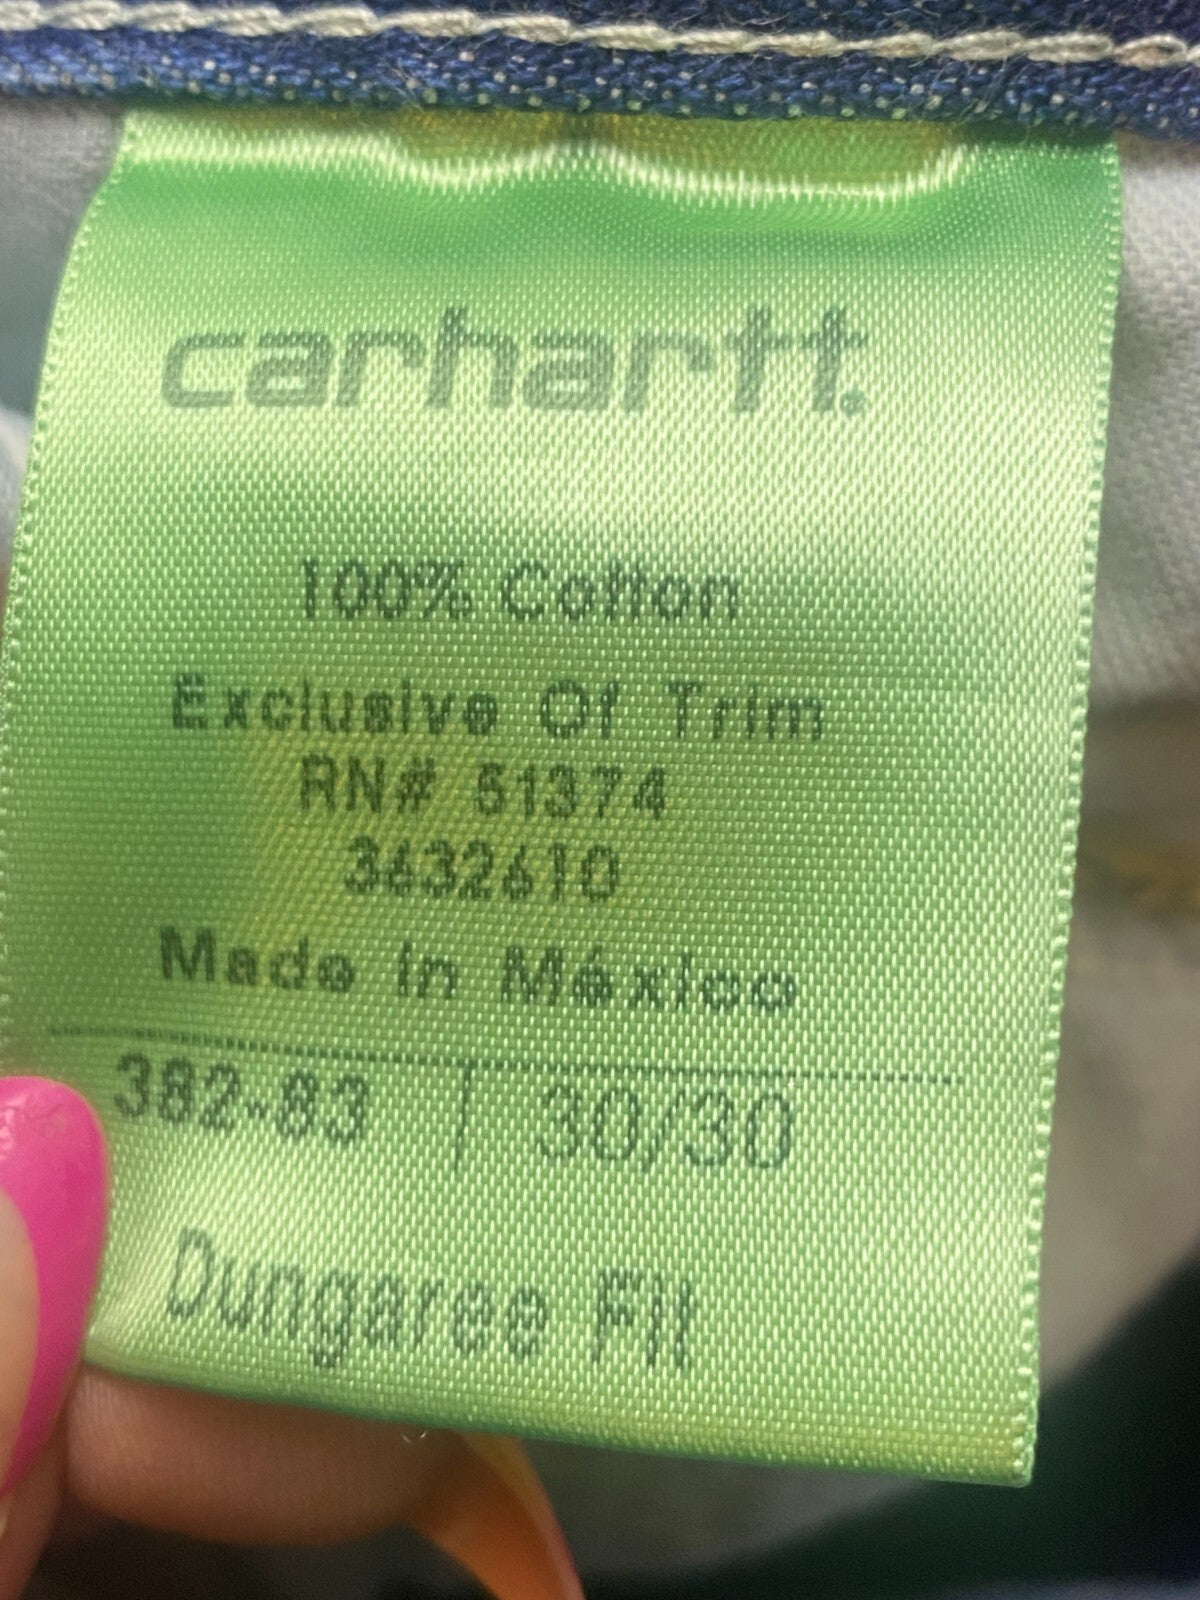 carhartt.
100% Cotton
Exclusive Of Trim
RN# 51374
3632610
Made In México
382-83 | 30/30
Dungaree Fit